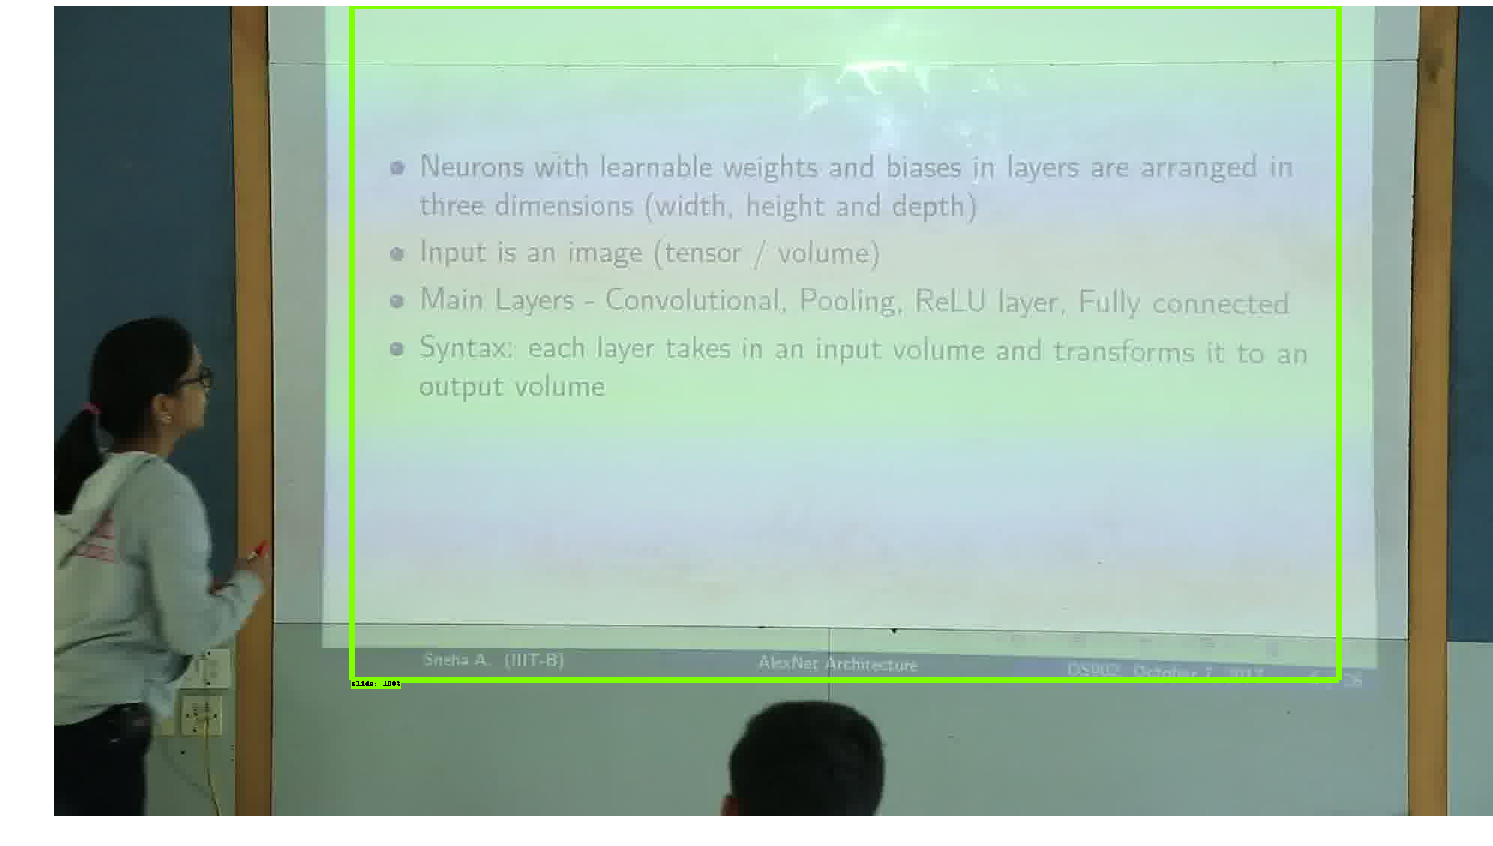 Neurons with learnable weights and biases in layers are arranged in
three dimensions (width, height and depth)
Input is an image (tensor / volume)
Main Layers - Convolutional, Pooling, ReLU layer, Fully connected
Syntax: each layer takes in an input volume and transforms it to an
output volume
Sneha A. (IIIT-B)
AlexNet Architecture
DS902, October 7, 2017
slide: 100%